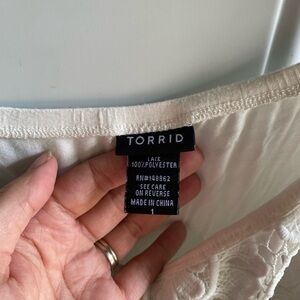 TORRID
LACE
100% POLYESTER
RN#148862
SEE CARE
ON REVERSE
MADE IN CHINA
1